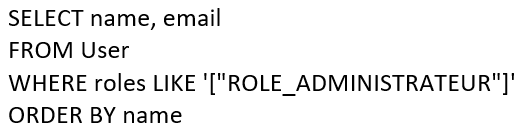 SELECT name, email
FROM User
WHERE roles LIKE '["ROLE_ADMINISTRATEUR"]'
ORDER BY name